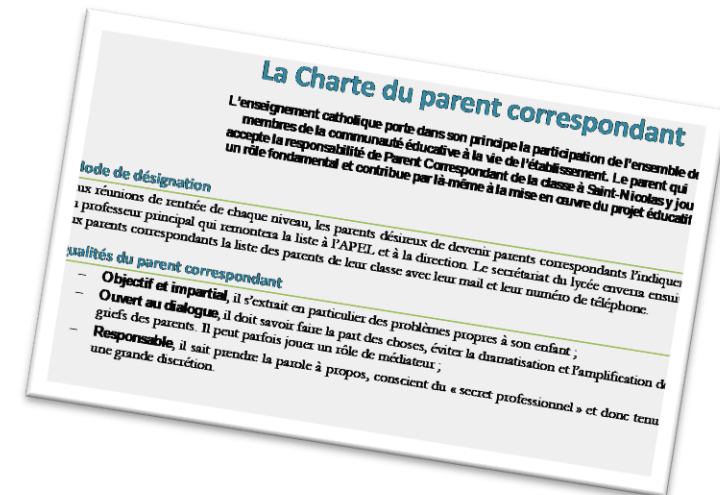 La Charte du parent correspondant
L'enseignement catholique porte dans son principe la participation de l'ensemble de
membres de la communauté éducative à la vie de l'établissement. Le parent qui
accepte la responsabilité de Parent Correspondant de la classe à Saint-Nicolas y jou
un rôle fondamental et contribue par là-même à la mise en œuvre du projet éducatif
Mode de désignation
ux réunions de rentrée de chaque niveau, les parents désireux de devenir parents correspondants l'indiquer
professeur principal qui remontera la liste à l'APEL et à la direction. Le secrétariat du lycée enverra ensui
ux parents correspondants la liste des parents de leur classe avec leur mail et leur numéro de téléphone.
ualités du parent correspondant
– Objectif et impartial, il s'extrait en particulier des problèmes propres à son enfant ;
– Ouvert au dialogue, il doit savoir faire la part des choses, éviter la dramatisation et l'amplification de
griefs des parents. Il peut parfois jouer un rôle de médiateur ;
– Responsable, il sait prendre la parole à propos, conscient du « secret professionnel » et donc tenu
une grande discrétion.